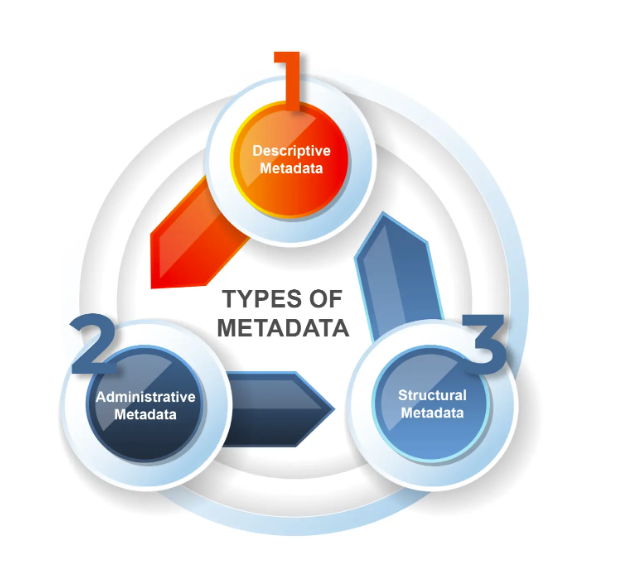 1
Descriptive
Metadata
TYPES OF
METADATA
2
Administrative
Metadata
3
Structural
Metadata